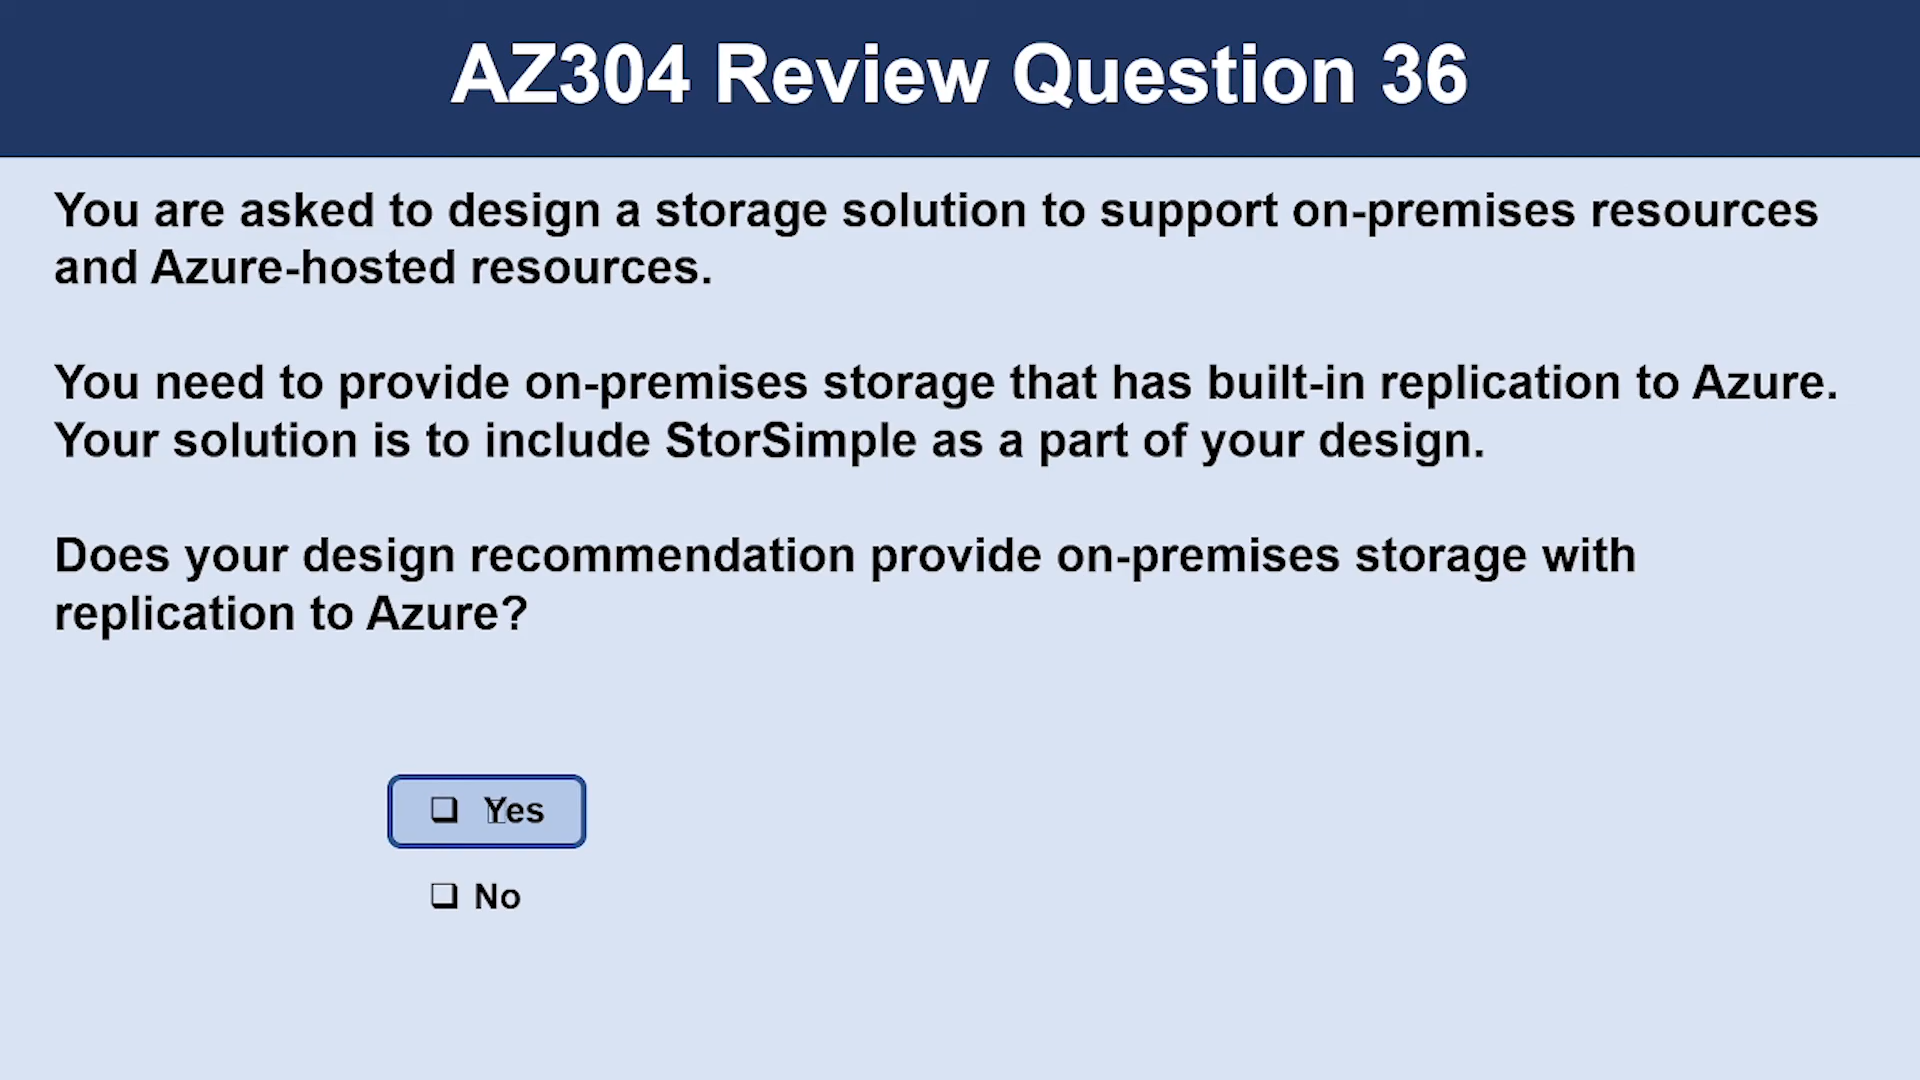 AZ304 Review Question 36
You are asked to design a storage solution to support on-premises resources
and Azure-hosted resources.
You need to provide on-premises storage that has built-in replication to Azure.
Your solution is to include StorSimple as a part of your design.
Does your design recommendation provide on-premises storage with
replication to Azure?
❑ Yes
❑ No